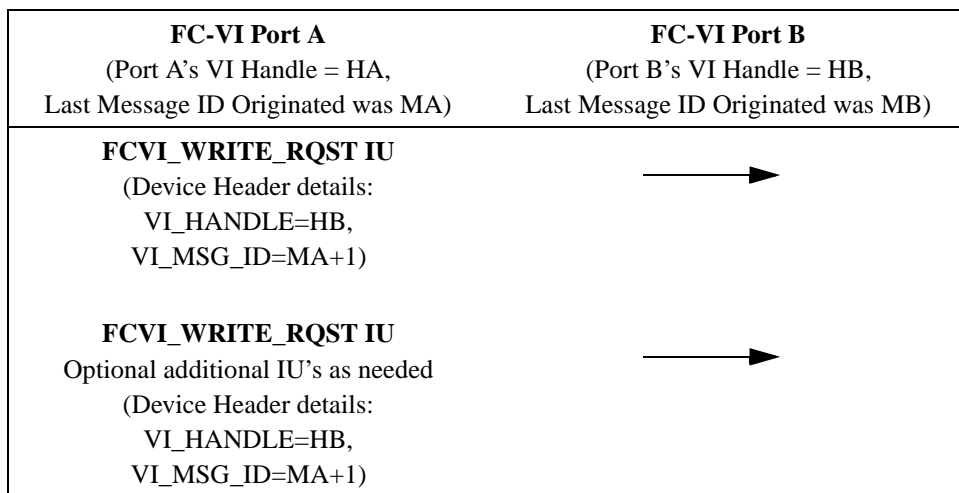 FC-VI Port A
(Port A's VI Handle = HA,
Last Message ID Originated was MA)
FC-VI Port B
(Port B's VI Handle = HB,
Last Message ID Originated was MB)
FCVI_WRITE_RQST IU
(Device Header details:
VI_HANDLE=HB,
VI_MSG_ID=MA+1)
FCVI_WRITE_RQST IU
Optional additional IU's as needed
(Device Header details:
VI_HANDLE=HB,
VI_MSG_ID=MA+1)